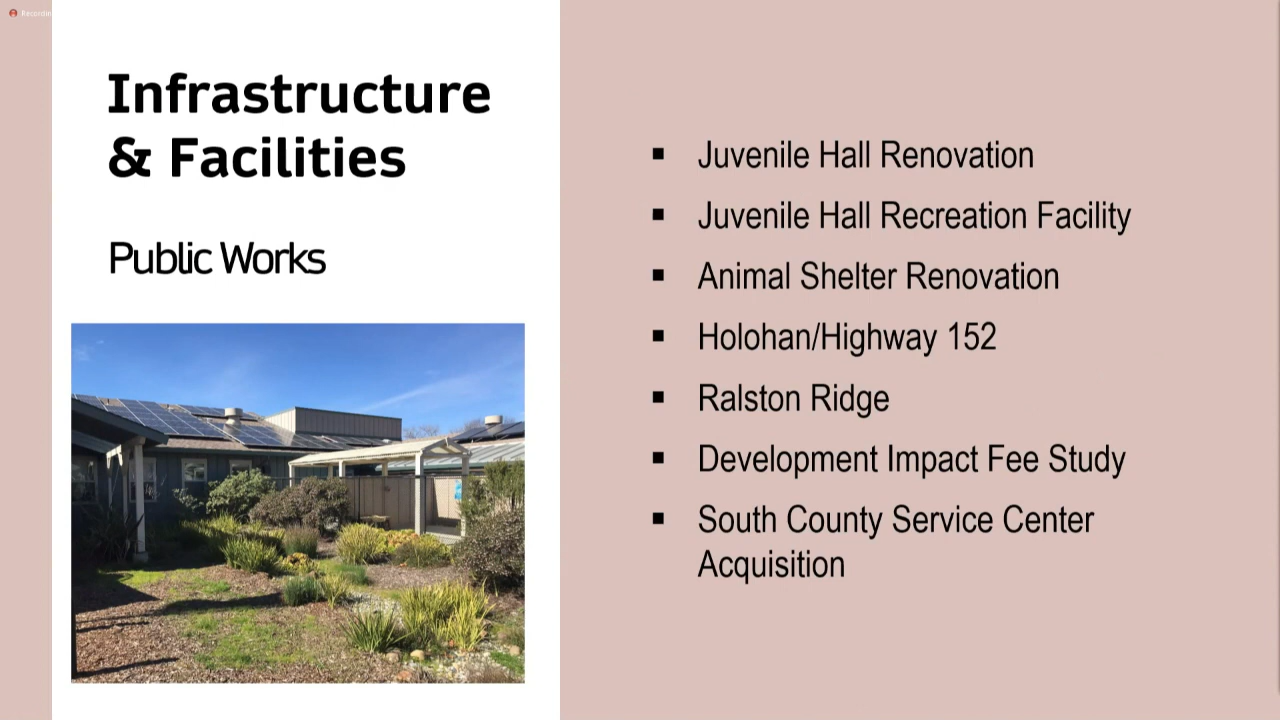 Recordin
Infrastructure
& Facilities
Public Works
▪ Juvenile Hall Renovation
▪ Juvenile Hall Recreation Facility
▪ Animal Shelter Renovation
▪ Holohan/Highway 152
▪ Ralston Ridge
▪ Development Impact Fee Study
▪ South County Service Center
Acquisition